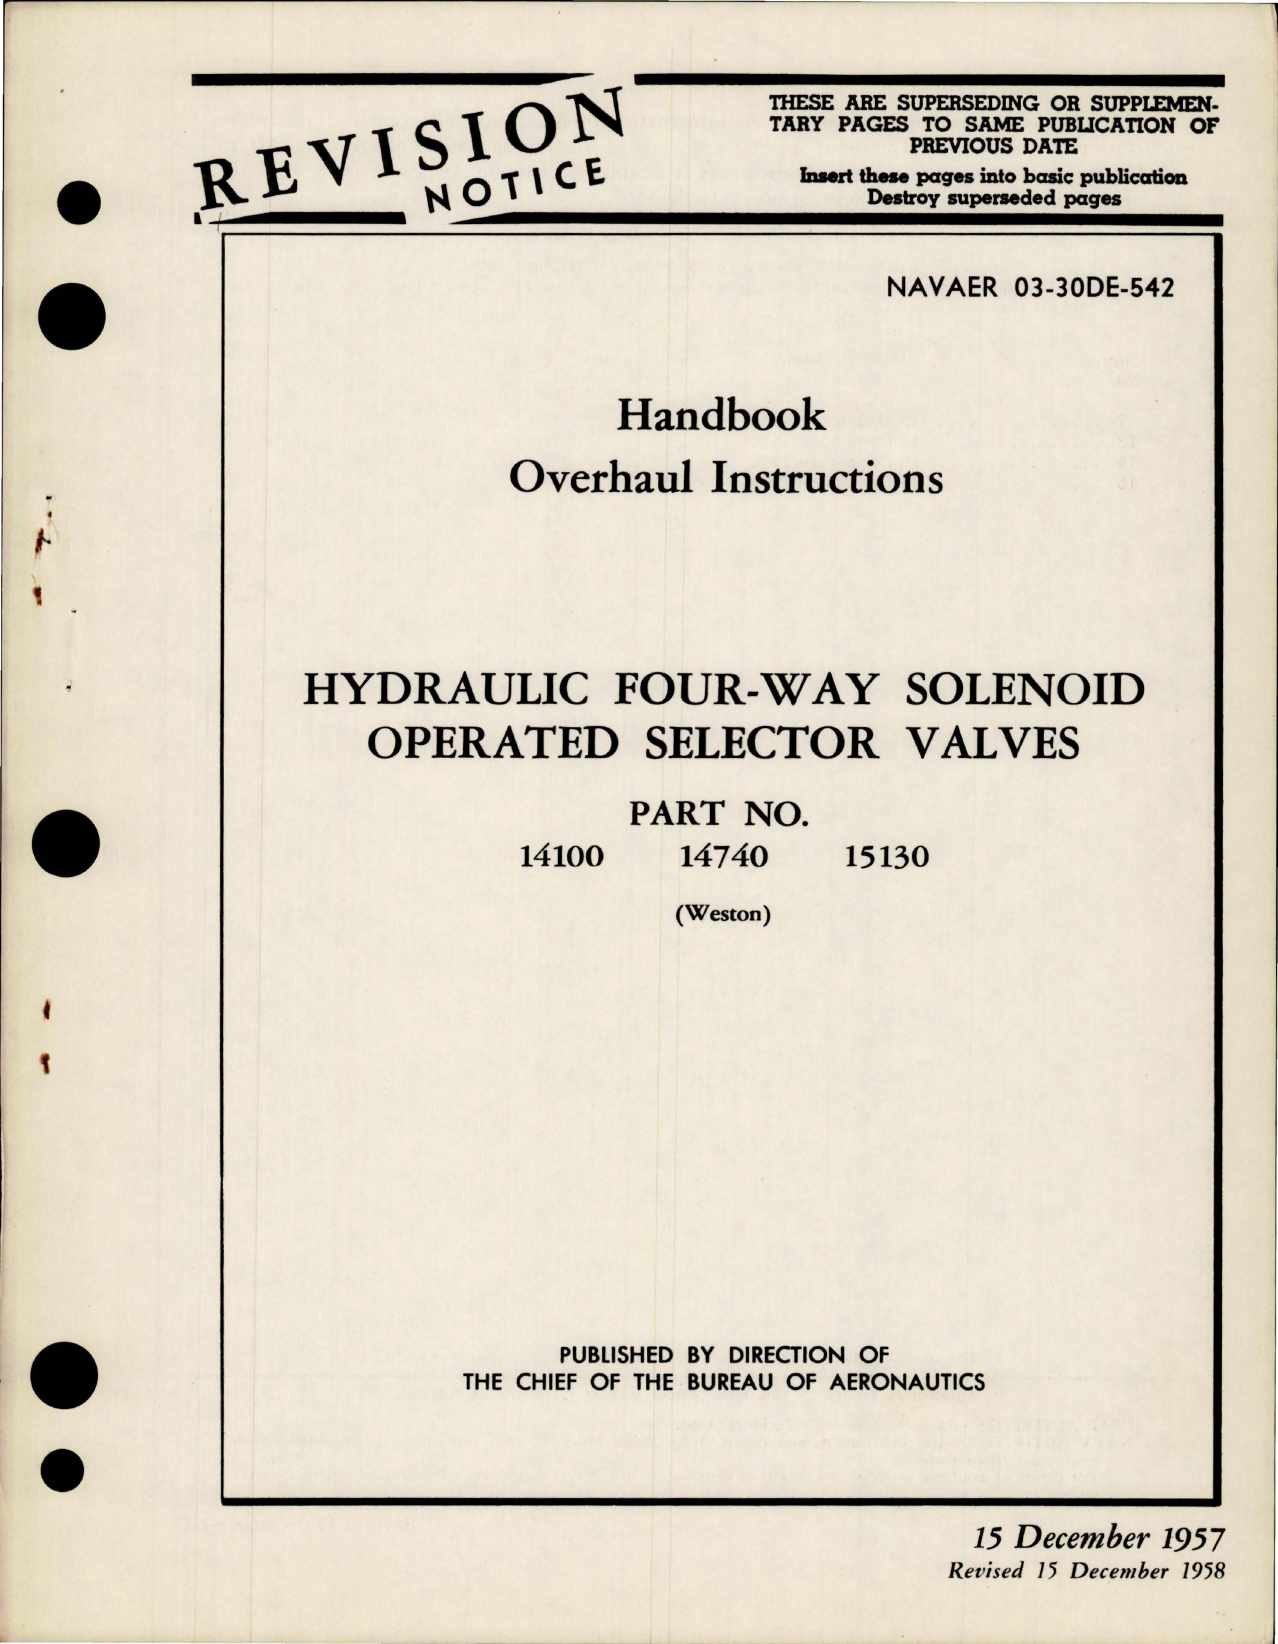 REVISION
NOTICE
THESE ARE SUPERSEDING OR SUPPLEMEN-
TARY PAGES TO SAME PUBLICATION OF
PREVIOUS DATE
Insert these pages into basic publication
Destroy superseded pages
NAVAER 03-30DE-542
Handbook
Overhaul Instructions
HYDRAULIC FOUR-WAY SOLENOID
OPERATED SELECTOR VALVES
PART NO.
14100 14740 15130
(Weston)
PUBLISHED BY DIRECTION OF
THE CHIEF OF THE BUREAU OF AERONAUTICS
15 December 1957
Revised 15 December 1958